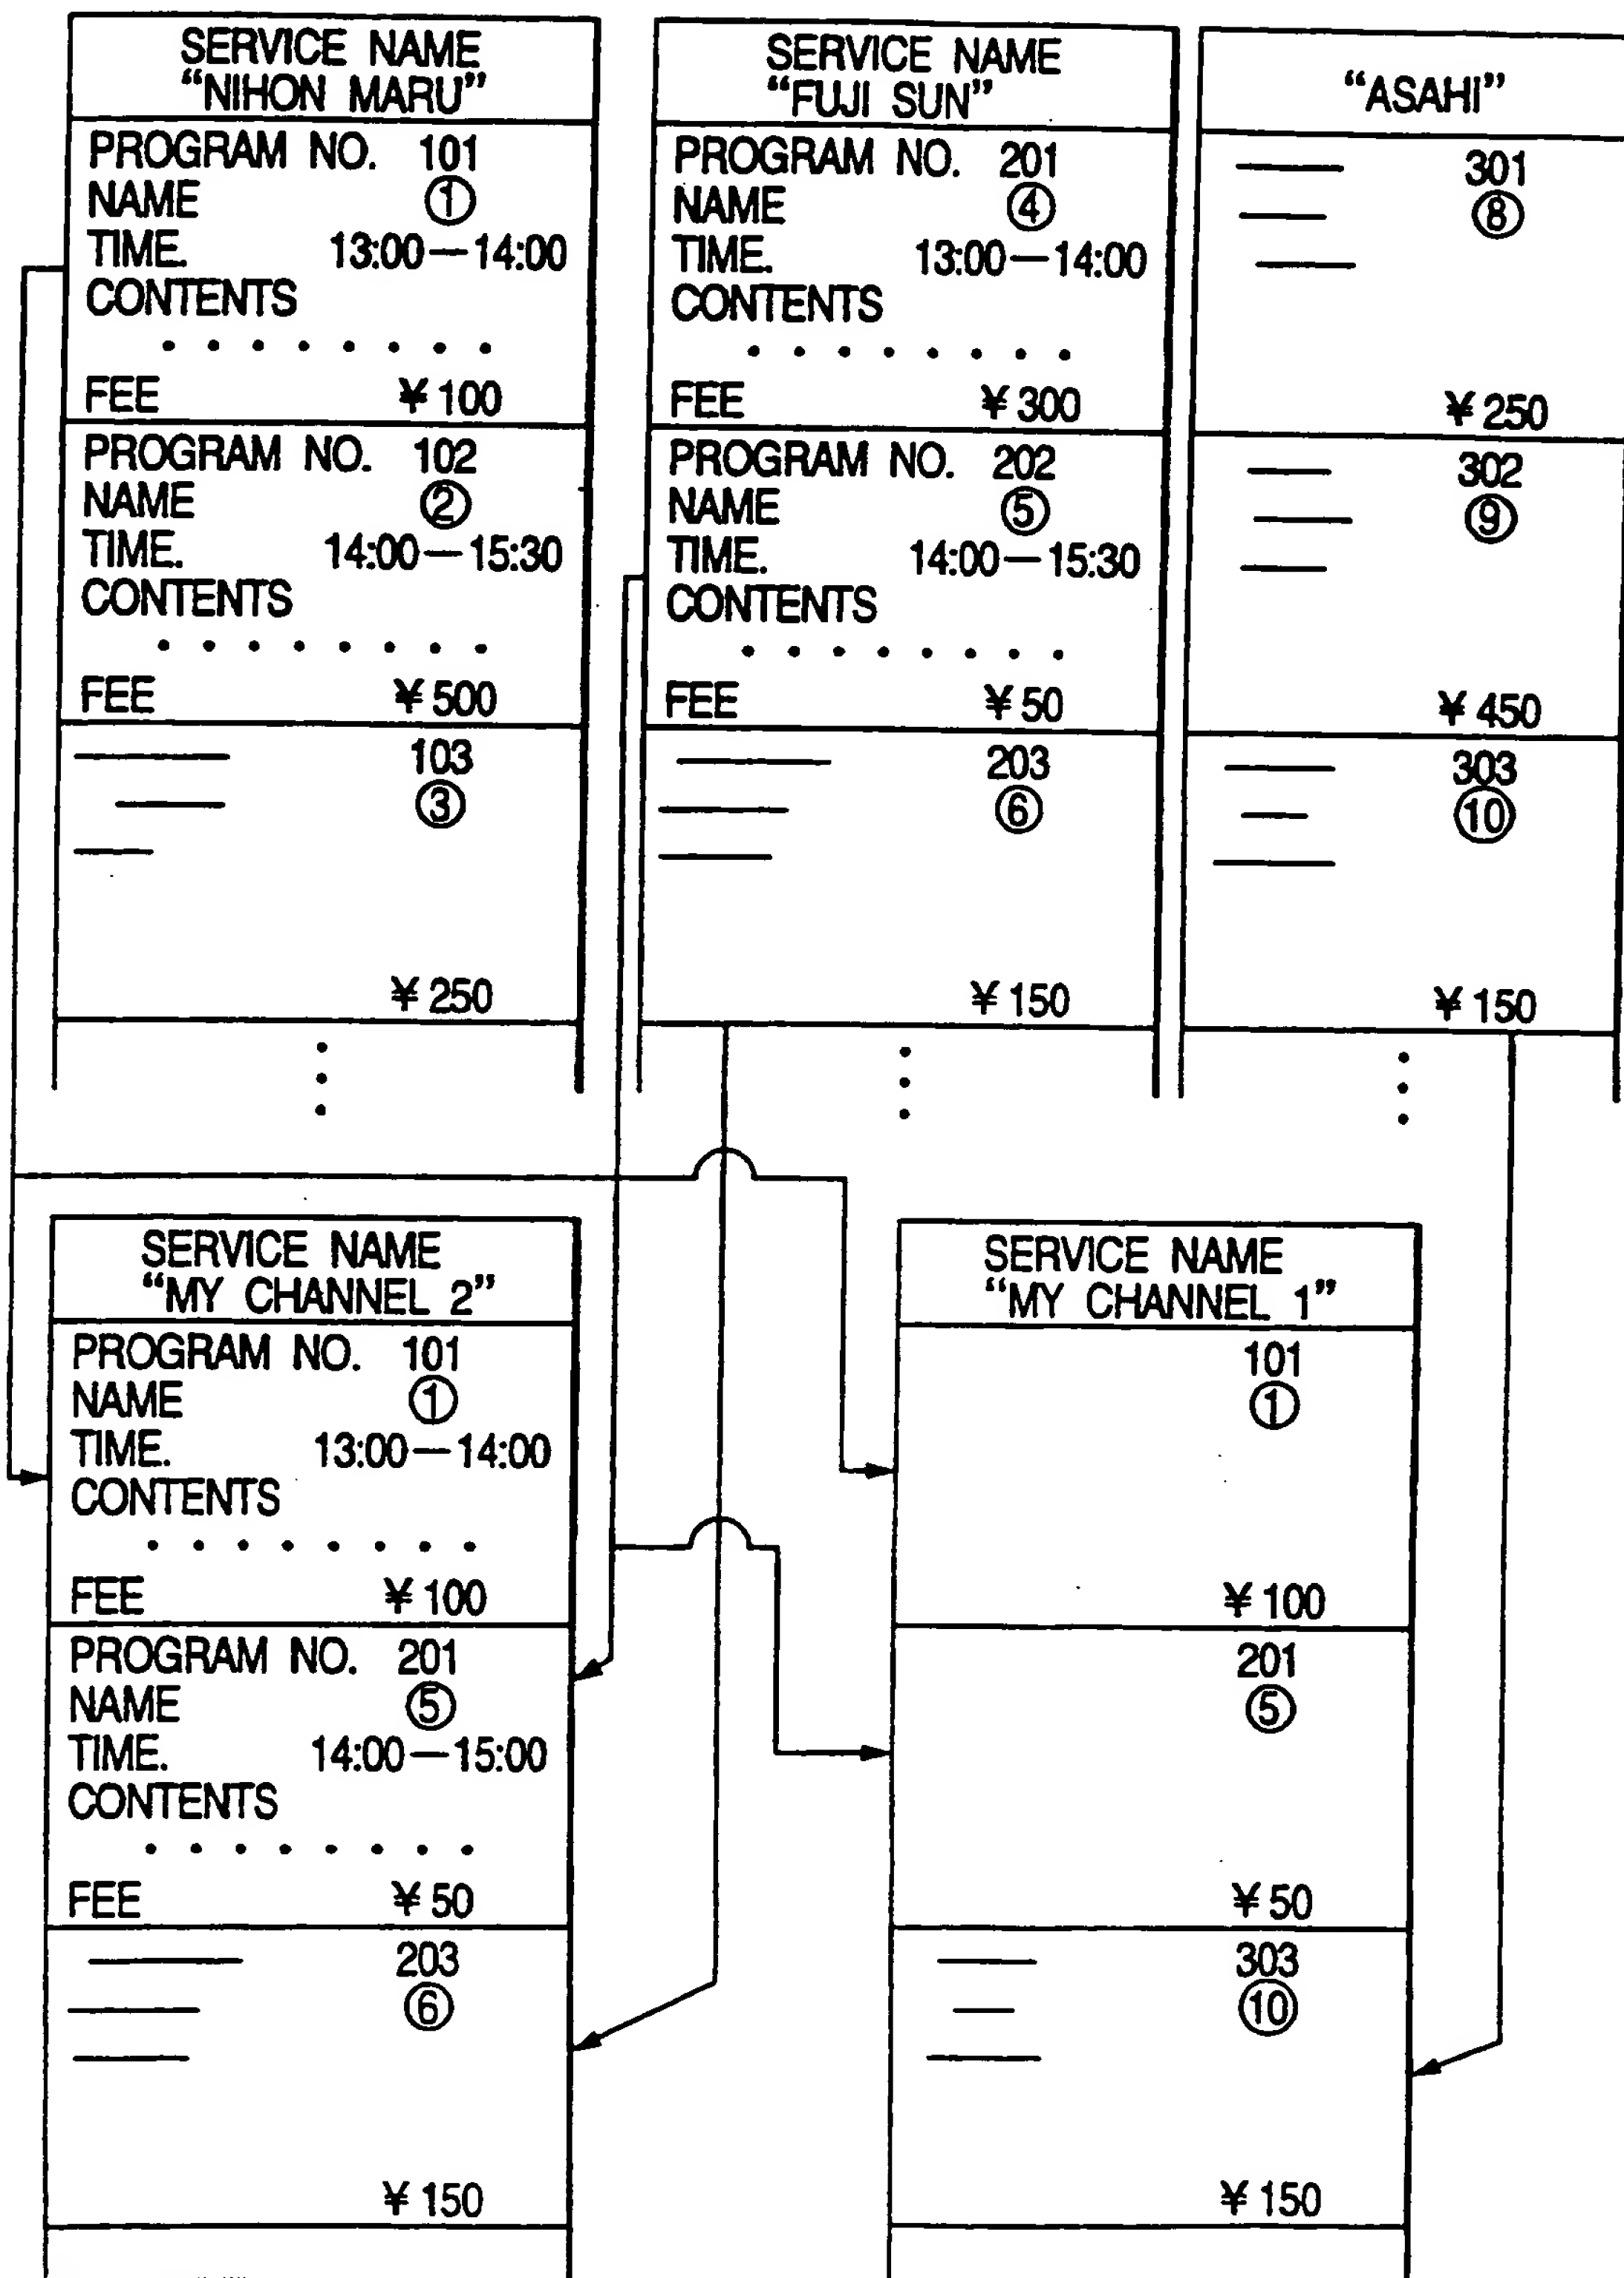 SERVICE NAME
“NIHON MARU”
PROGRAM NO. 101
NAME ①
TIME. 13:00—14:00
CONTENTS
. . . . . . . .
FEE ¥100
PROGRAM NO. 102
NAME ②
TIME. 14:00—15:30
CONTENTS
. . . . . . . .
FEE ¥500
103
③
¥250
SERVICE NAME
“FUJI SUN”
PROGRAM NO. 201
NAME ④
TIME. 13:00—14:00
CONTENTS
. . . . . . . .
FEE ¥300
PROGRAM NO. 202
NAME ⑤
TIME. 14:00—15:30
CONTENTS
. . . . . . . .
FEE ¥50
203
⑥
¥150
“ASAHI”
301
⑧
¥250
302
⑨
¥450
303
⑩
¥150
SERVICE NAME
“MY CHANNEL 2”
PROGRAM NO. 101
NAME ①
TIME. 13:00—14:00
CONTENTS
. . . . . . . .
FEE ¥100
PROGRAM NO. 201
NAME ⑤
TIME. 14:00—15:00
CONTENTS
. . . . . . . .
FEE ¥50
203
⑥
¥150
SERVICE NAME
“MY CHANNEL 1”
101
①
¥100
201
⑤
¥50
303
⑩
¥150